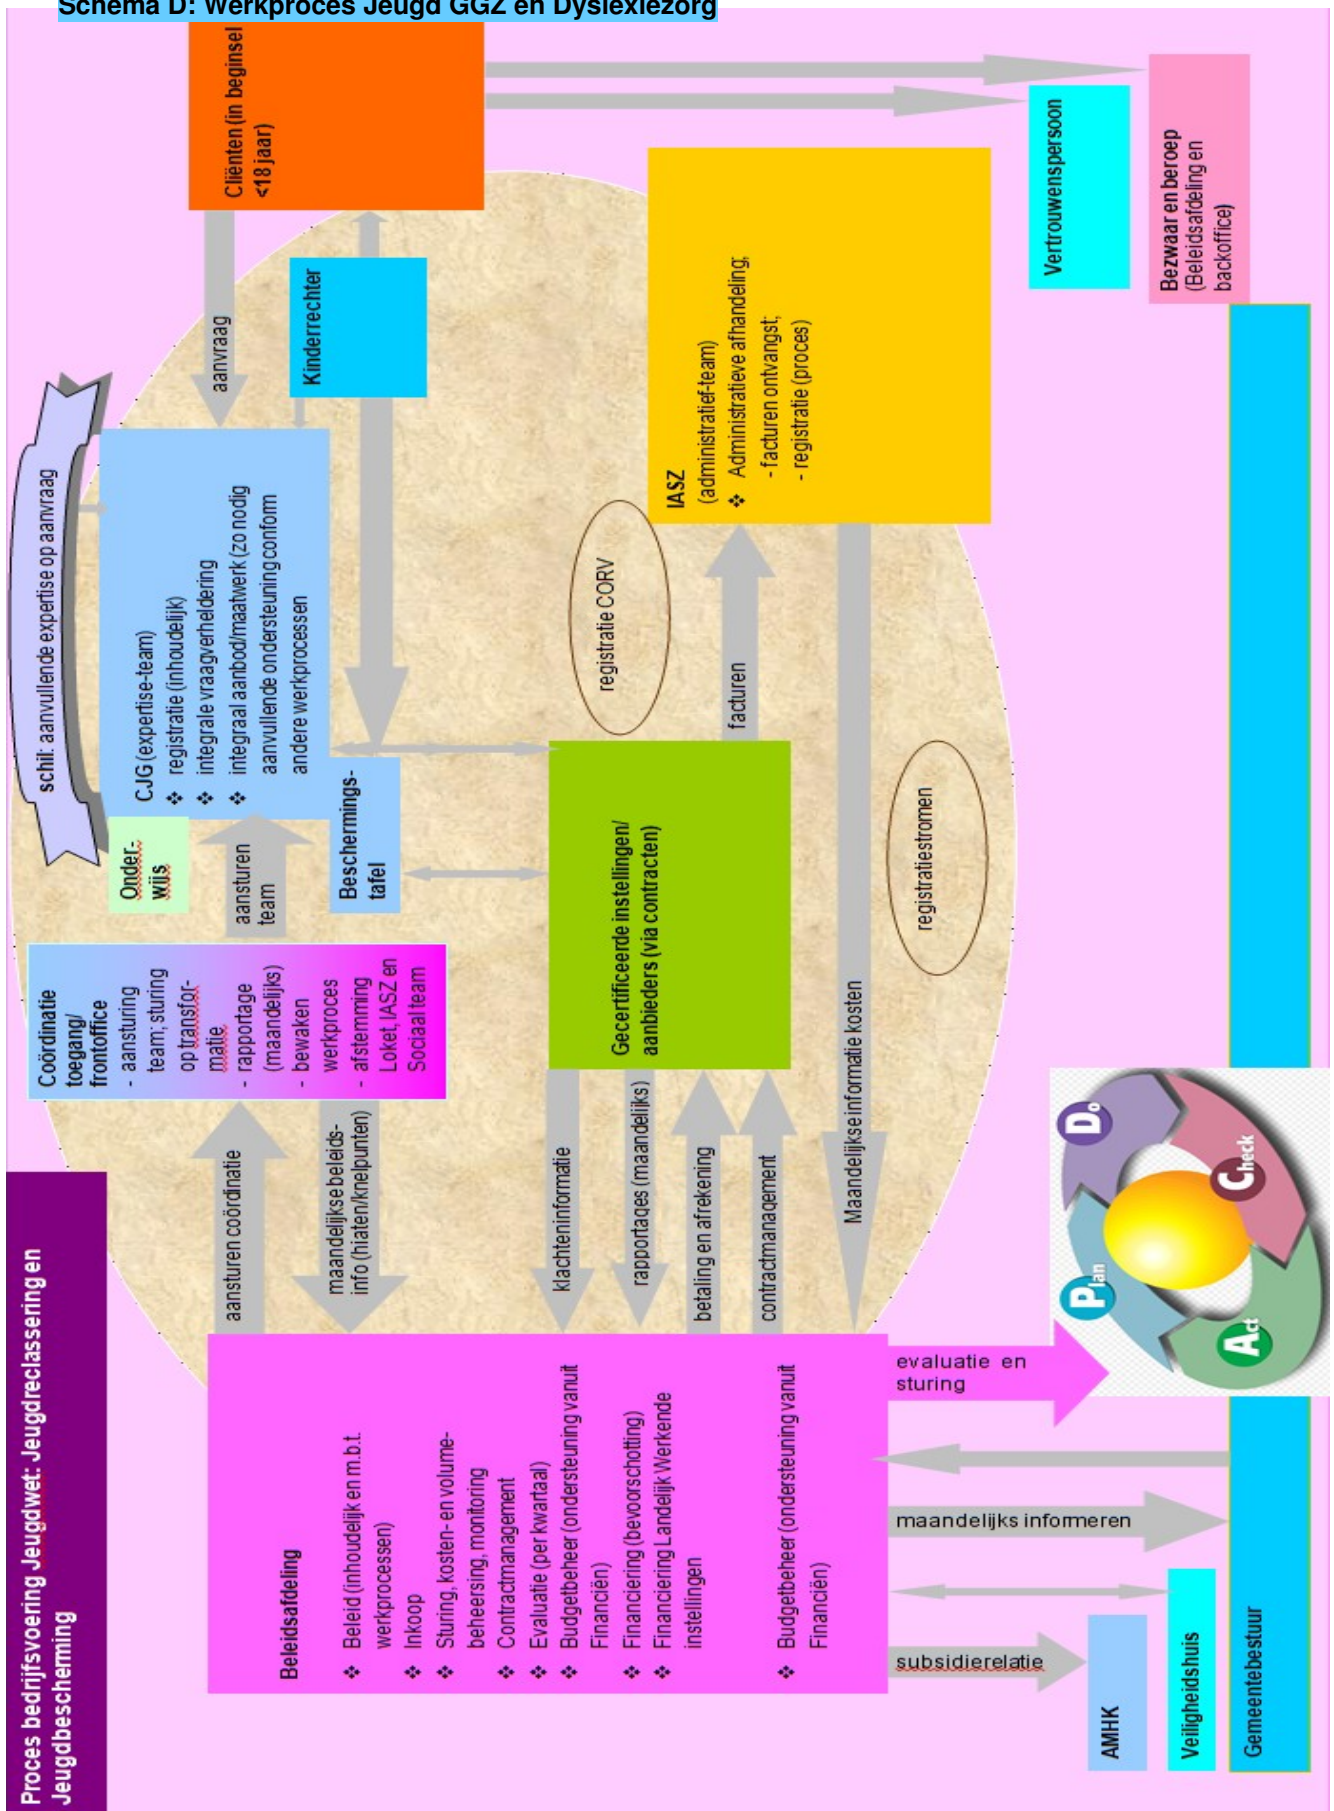 Schema D: Werkproces Jeugd GGZ en Dyslexiezorg
Proces bedrijfsvoering Jeugdwet: Jeugdreclassering en
Jeugdbescherming
schil: aanvullende expertise op aanvraag
Coördinatie
toegang/
frontoffice
- aansturing
team; sturing
op transfor-
matie
- rapportage
(maandelijks)
- bewaken
werkproces
- afstemming
Loket, IASZ en
Sociaal team
Onder-
wijs
aansturen
team
CJG (expertise-team)
❖ registratie (inhoudelijk)
❖ integrale vraagverheldering
❖ integraal aanbod/maatwerk (zo nodig
aanvullende ondersteuning conform
andere werkprocessen
Beschermings-
tafel
aanvraag
Kinderrechter
Cliënten (in beginsel
<18 jaar)
aansturen coördinatie
maandelijkse beleids-
info (hiaten/knelpunten)
klachteninformatie
rapportages (maandelijks)
betaling en afrekening
contractmanagement
Maandelijkse informatie kosten
Gecertificeerde instellingen/
aanbieders (via contracten)
registratie CORV
facturen
registratiestromen
IASZ
(administratief-team)
❖ Administratieve afhandeling;
- facturen ontvangst;
- registratie (proces)
Vertrouwenspersoon
Bezwaar en beroep
(Beleidsafdeling en
backoffice)
Beleidsafdeling
❖ Beleid (inhoudelijk en m.b.t.
werkprocessen)
❖ Inkoop
❖ Sturing, kosten- en volume-
beheersing, monitoring
❖ Contractmanagement
❖ Evaluatie (per kwartaal)
❖ Budgetbeheer (ondersteuning vanuit
Financiën)
❖ Financiering (bevoorschotting)
❖ Financiering Landelijk Werkende
instellingen
❖ Budgetbeheer (ondersteuning vanuit
Financiën)
evaluatie en
sturing
maandelijks informeren
subsidierelatie
AMHK
Veiligheidshuis
Gemeentebestuur
Plan
Do
Check
Act